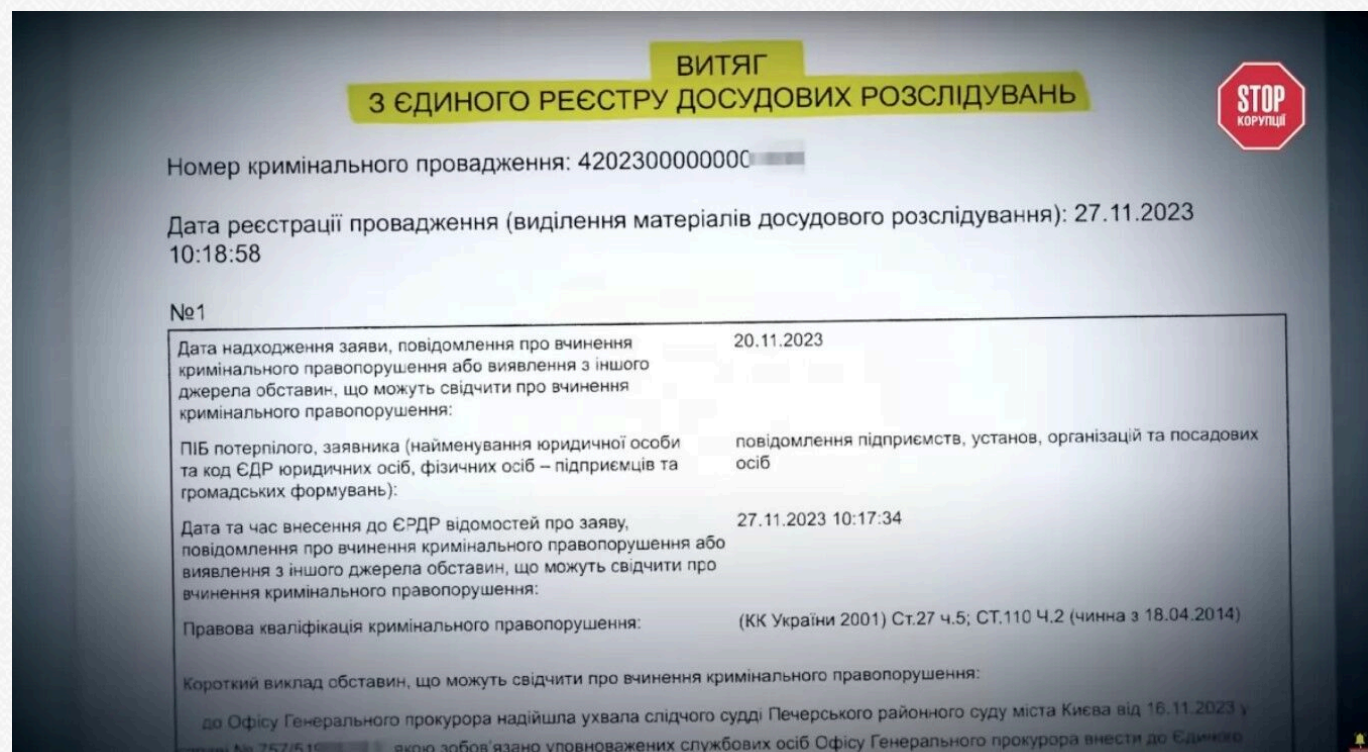 ВИТЯГ
З ЄДИНОГО РЕЄСТРУ ДОСУДОВИХ РОЗСЛІДУВАНЬ
STOP
КОРУПЦІЇ
Номер кримінального провадження: 4202300000000
Дата реєстрації провадження (виділення матеріалів досудового розслідування): 27.11.2023
10:18:58
№1
Дата надходження заяви, повідомлення про вчинення
кримінального правопорушення або виявлення з іншого
джерела обставин, що можуть свідчити про вчинення
кримінального правопорушення:
20.11.2023
ПІБ потерпілого, заявника (найменування юридичної особи
та код ЄДР юридичних осіб, фізичних осіб – підприємців та
громадських формувань):
повідомлення підприємств, установ, організацій та посадових
осіб
Дата та час внесення до ЄРДР відомостей про заяву,
повідомлення про вчинення кримінального правопорушення або
виявлення з іншого джерела обставин, що можуть свідчити про
вчинення кримінального правопорушення:
27.11.2023 10:17:34
Правова кваліфікація кримінального правопорушення:
(КК України 2001) Ст.27 ч.5; СТ.110 Ч.2 (чинна з 18.04.2014)
Короткий виклад обставин, що можуть свідчити про вчинення кримінального правопорушення:
до Офісу Генерального прокурора надійшла ухвала слідчого судді Печерського районного суду міста Києва від 16.11.2023 у
справі № 757/519 якою зобов'язано уповноважених службових осіб Офісу Генерального прокурора внести до Єдиного